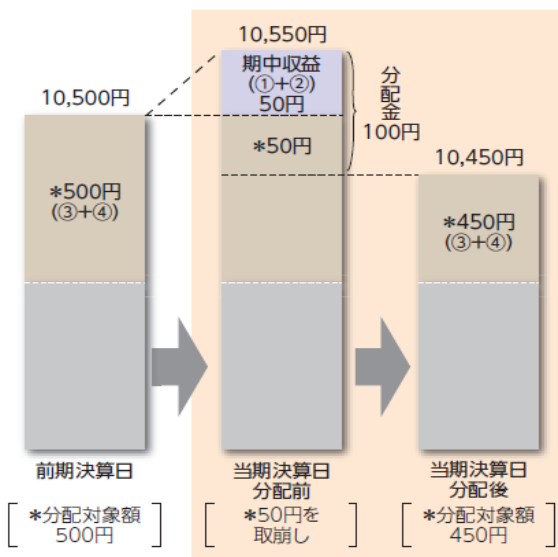 10,500円
*500円
(③+④)
前期決算日
*分配対象額
500円
10,550円
期中収益
(①+②)
50円
*50円
分配金
100円
当期決算日
分配前
*50円を
取崩し
10,450円
*450円
(③+④)
当期決算日
分配後
*分配対象額
450円